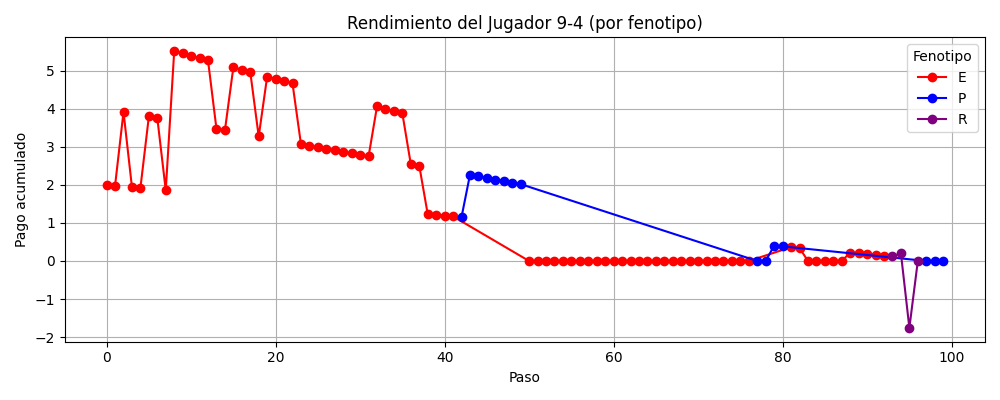 Rendimiento del Jugador 9-4 (por fenotipo)
Pago acumulado
5
4
3
2
1
0
−1
−2
Fenotipo
E
P
R
0 20 40 60 80 100
Paso